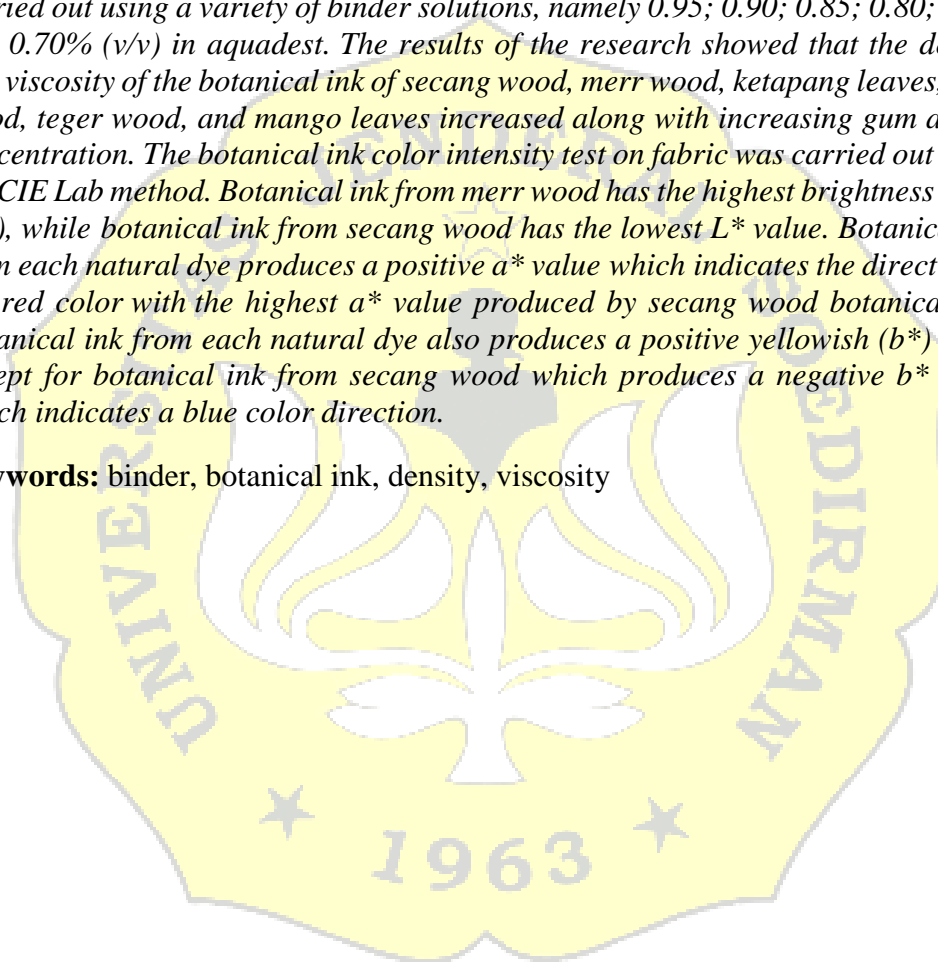 rried out using a variety of binder solutions, namely 0.95; 0.90; 0.85; 0.80;
0.70% (v/v) in aquadest. The results of the research showed that the d
viscosity of the botanical ink of secang wood, merr wood, ketapang leaves,
od, teger wood, and mango leaves increased along with increasing gum a
centration. The botanical ink color intensity test on fabric was carried out
CIE Lab method. Botanical ink from merr wood has the highest brightness
), while botanical ink from secang wood has the lowest L* value. Botanic
m each natural dye produces a positive a* value which indicates the direct
red color with the highest a* value produced by secang wood botanica
tanical ink from each natural dye also produces a positive yellowish (b*)
ept for botanical ink from secang wood which produces a negative b*
ich indicates a blue color direction.
ywords: binder, botanical ink, density, viscosity
UNIVERSITAS JENDERAL SOEDIRMAN
1963